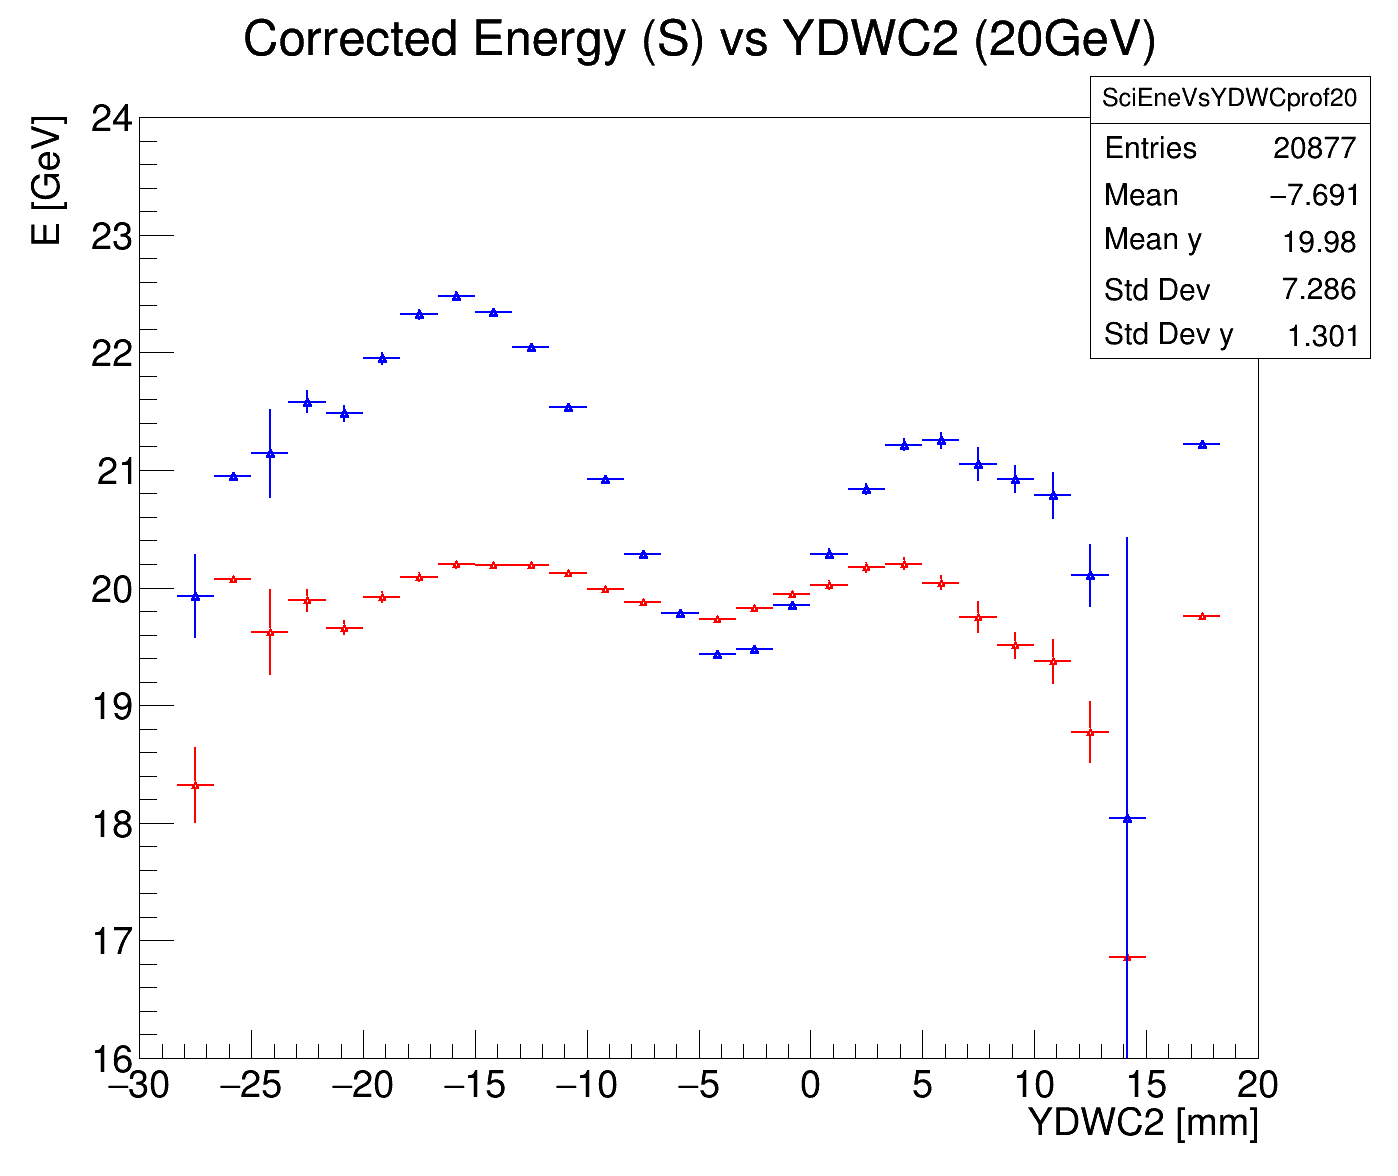 Corrected Energy (S) vs YDWC2 (20GeV)
SciEneVsYDWCprof20
Entries 20877
Mean −7.691
Mean y 19.98
Std Dev 7.286
Std Dev y 1.301
E [GeV]
24
23
22
21
20
19
18
17
16
−30 −25 −20 −15 −10 −5 0 5 10 15 20
YDWC2 [mm]